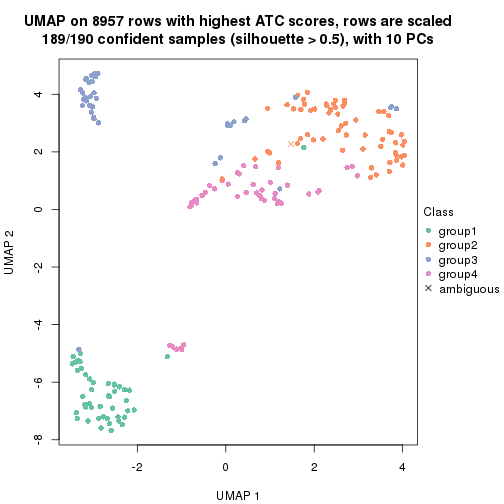 UMAP on 8957 rows with highest ATC scores, rows are scaled
189/190 confident samples (silhouette > 0.5), with 10 PCs
4
2
0
-2
-4
-6
-8
UMAP 2
-2
0
2
4
UMAP 1
Class
group1
group2
group3
group4
ambiguous